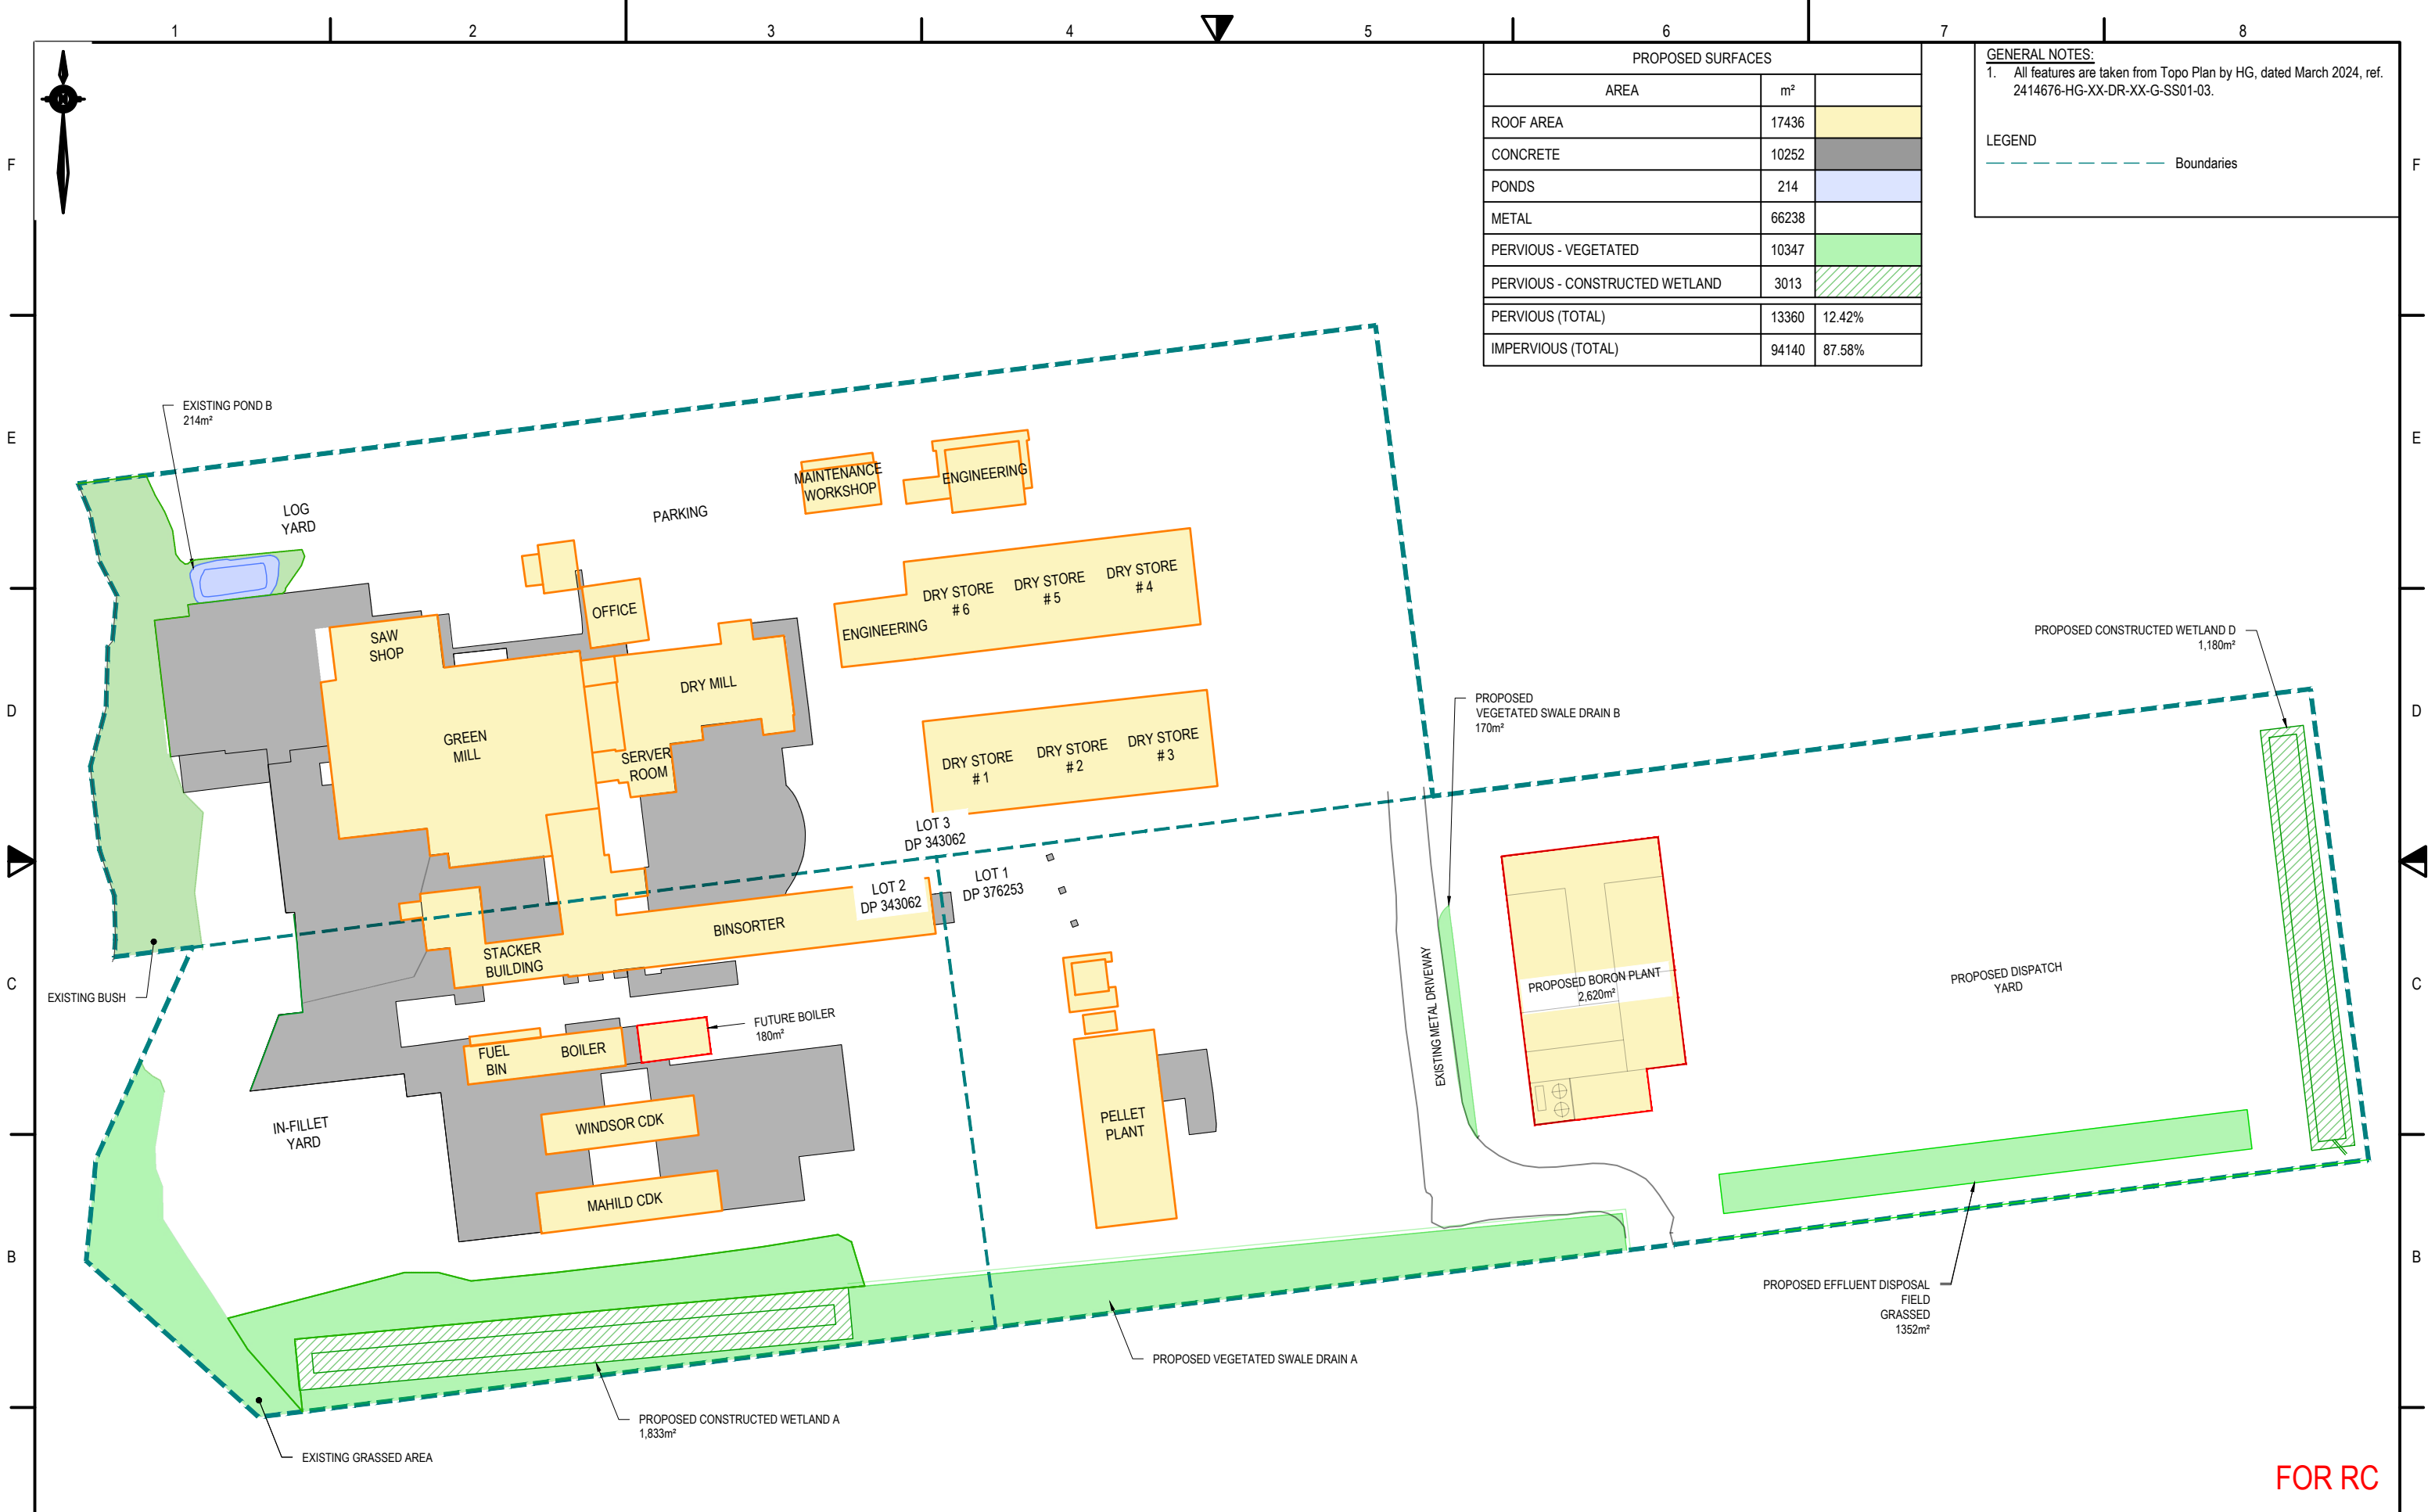 1 2 3 4 5 6 7 8
PROPOSED SURFACES
AREA m²
ROOF AREA 17436
CONCRETE 10252
PONDS 214
METAL 66238
PERVIOUS - VEGETATED 10347
PERVIOUS - CONSTRUCTED WETLAND 3013
PERVIOUS (TOTAL) 13360 12.42%
IMPERVIOUS (TOTAL) 94140 87.58%
GENERAL NOTES:
1. All features are taken from Topo Plan by HG, dated March 2024, ref.
2414676-HG-XX-DR-XX-G-SS01-03.
LEGEND
Boundaries
F F
E E
D D
C C
B B
EXISTING POND B
214m²
LOG
YARD
PARKING
MAINTENANCE
WORKSHOP
ENGINEERING
OFFICE
SAW
SHOP
DRY MILL
GREEN
MILL
SERVER
ROOM
ENGINEERING
DRY STORE
# 6
DRY STORE
# 5
DRY STORE
# 4
DRY STORE
# 1
DRY STORE
# 2
DRY STORE
# 3
LOT 3
DP 343062
LOT 2
DP 343062
LOT 1
DP 376253
PROPOSED
VEGETATED SWALE DRAIN B
170m²
PROPOSED CONSTRUCTED WETLAND D
1,180m²
BINSORTER
STACKER
BUILDING
EXISTING BUSH
FUTURE BOILER
180m²
FUEL
BIN
BOILER
WINDSOR CDK
MAHILD CDK
IN-FILLET
YARD
PELLET
PLANT
EXISTING METAL DRIVEWAY
PROPOSED BORON PLANT
2,620m²
PROPOSED DISPATCH
YARD
PROPOSED EFFLUENT DISPOSAL
FIELD
GRASSED
1352m²
PROPOSED VEGETATED SWALE DRAIN A
PROPOSED CONSTRUCTED WETLAND A
1,833m²
EXISTING GRASSED AREA
FOR RC